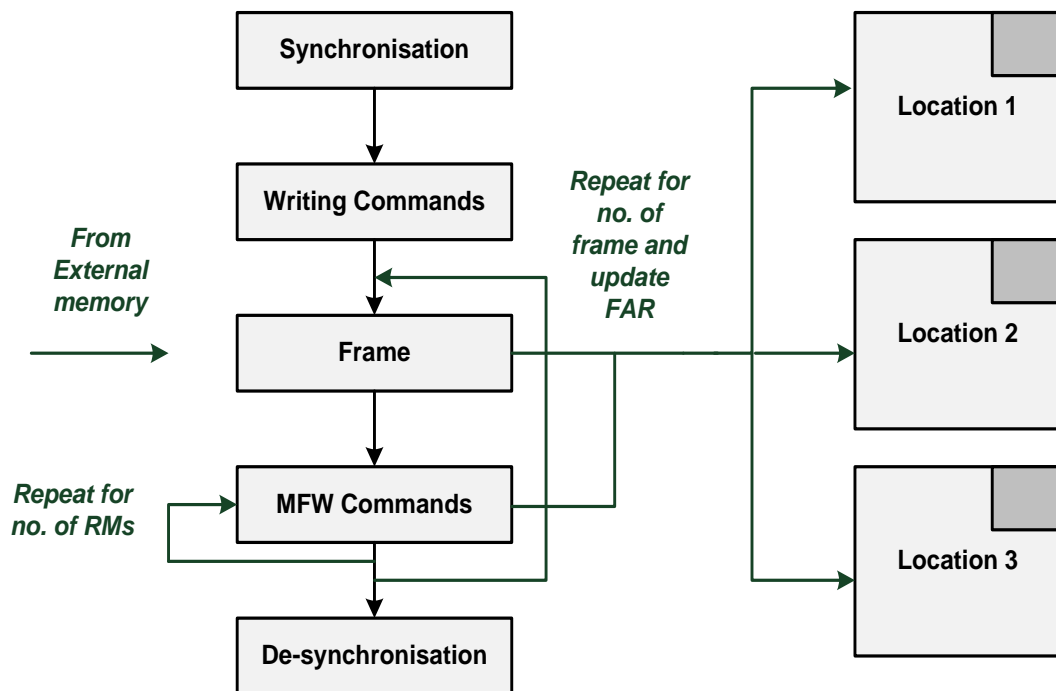 Synchronisation
Writing Commands
From
External
memory
Repeat for
no. of
frame and
update
FAR
Frame
MFW Commands
Repeat for
no. of RMs
De-synchronisation
Location 1
Location 2
Location 3